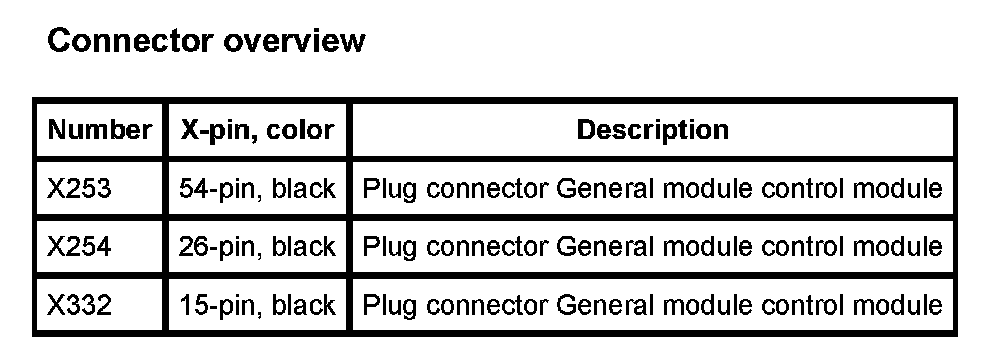 Connector overview
Number X-pin, color Description
X253 54-pin, black Plug connector General module control module
X254 26-pin, black Plug connector General module control module
X332 15-pin, black Plug connector General module control module